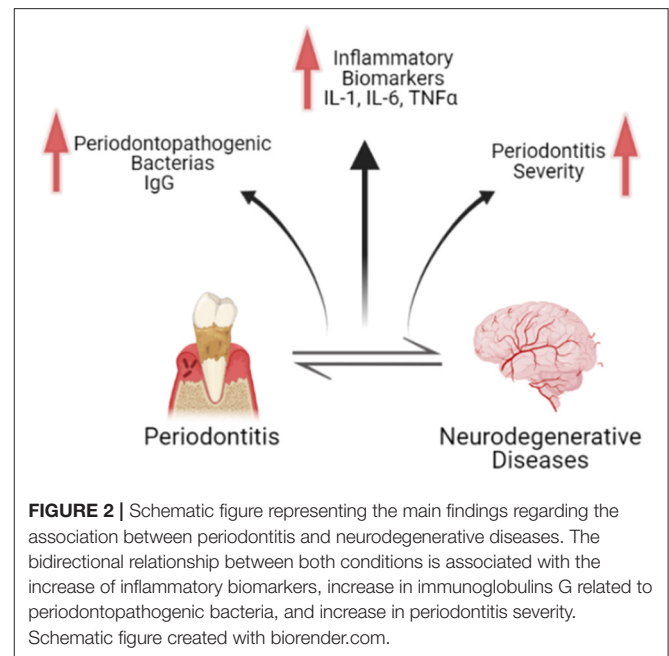 Inflammatory
Biomarkers
IL-1, IL-6, TNFα
Periodontopathogenic
Bacterias
IgG
Periodontitis
Severity
Periodontitis
Neurodegenerative
Diseases
FIGURE 2 | Schematic figure representing the main findings regarding the
association between periodontitis and neurodegenerative diseases. The
bidirectional relationship between both conditions is associated with the
increase of inflammatory biomarkers, increase in immunoglobulins G related to
periodontopathogenic bacteria, and increase in periodontitis severity.
Schematic figure created with biorender.com.